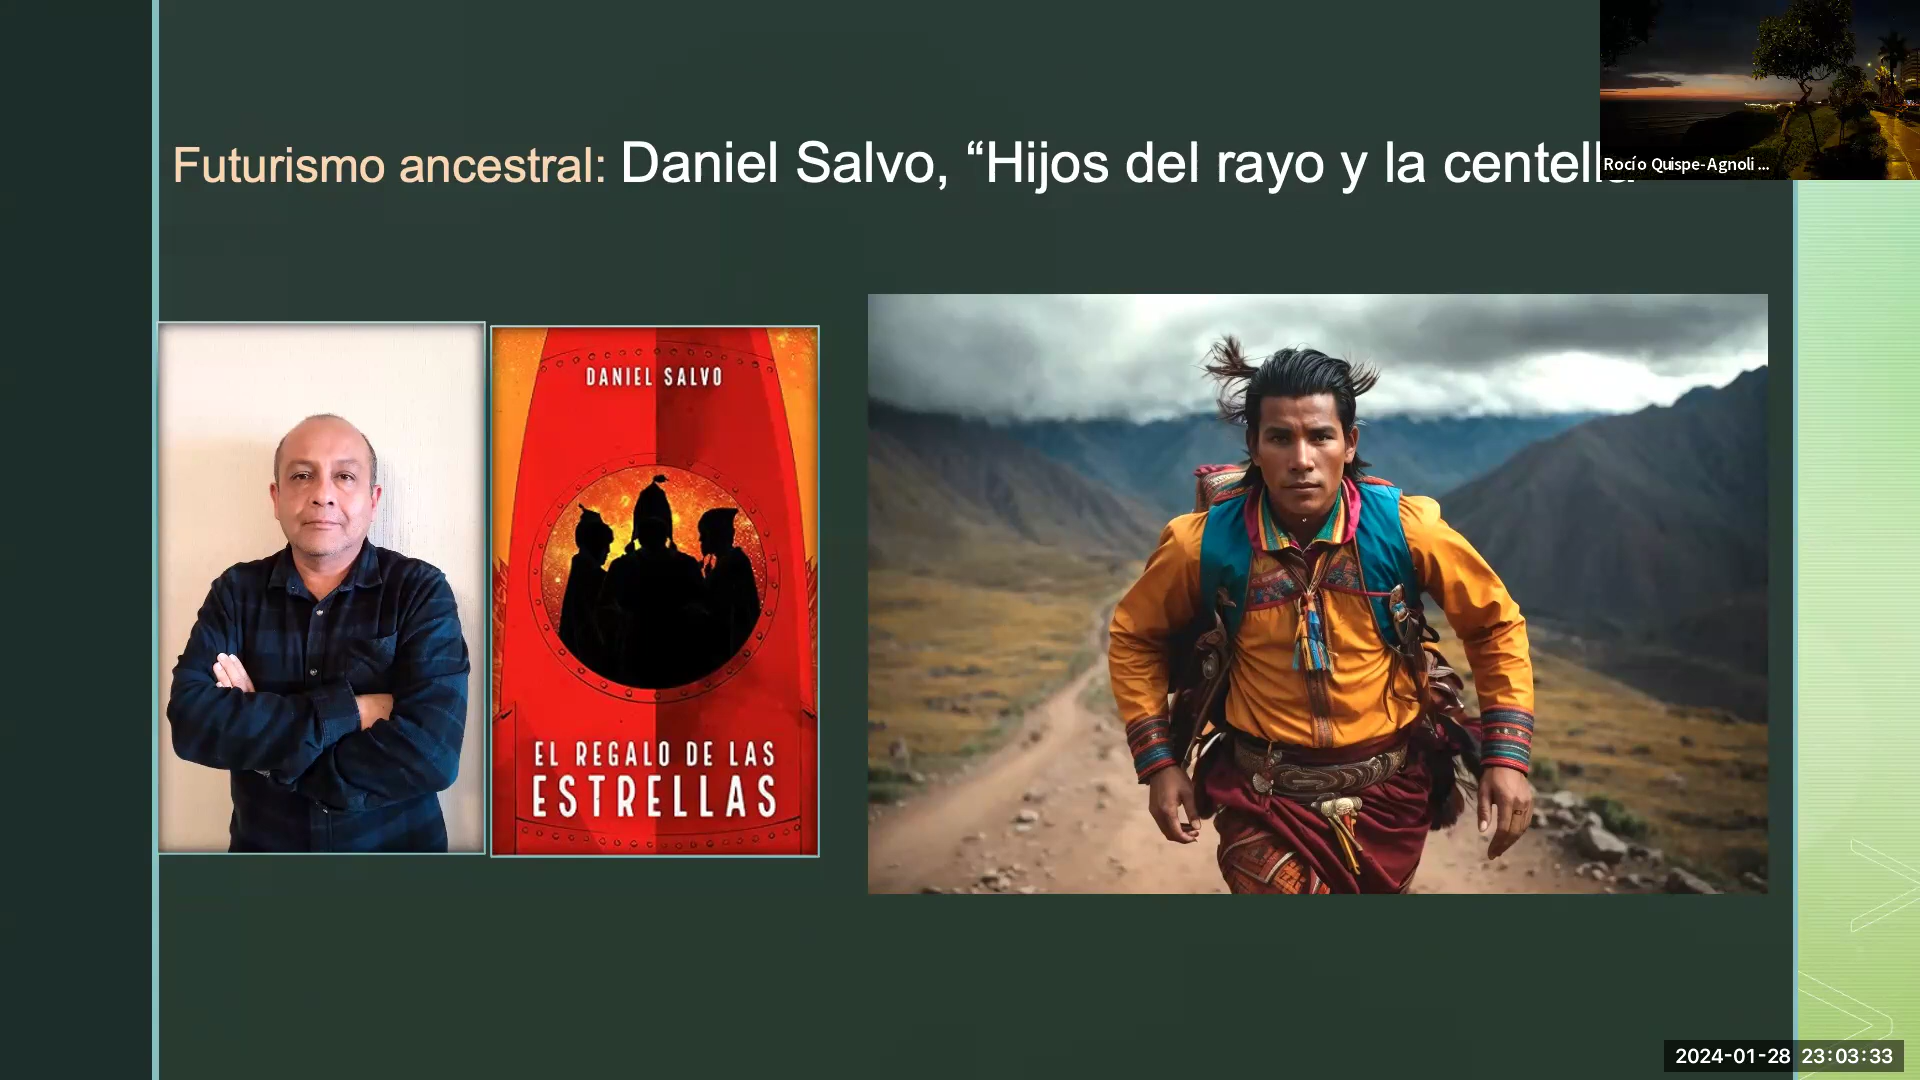 Futurismo ancestral: Daniel Salvo, “Hijos del rayo y la centella
Rocío Quispe-Agnoli ...
DANIEL SALVO
EL REGALO DE LAS
ESTRELLAS
2024-01-28 23:03:33